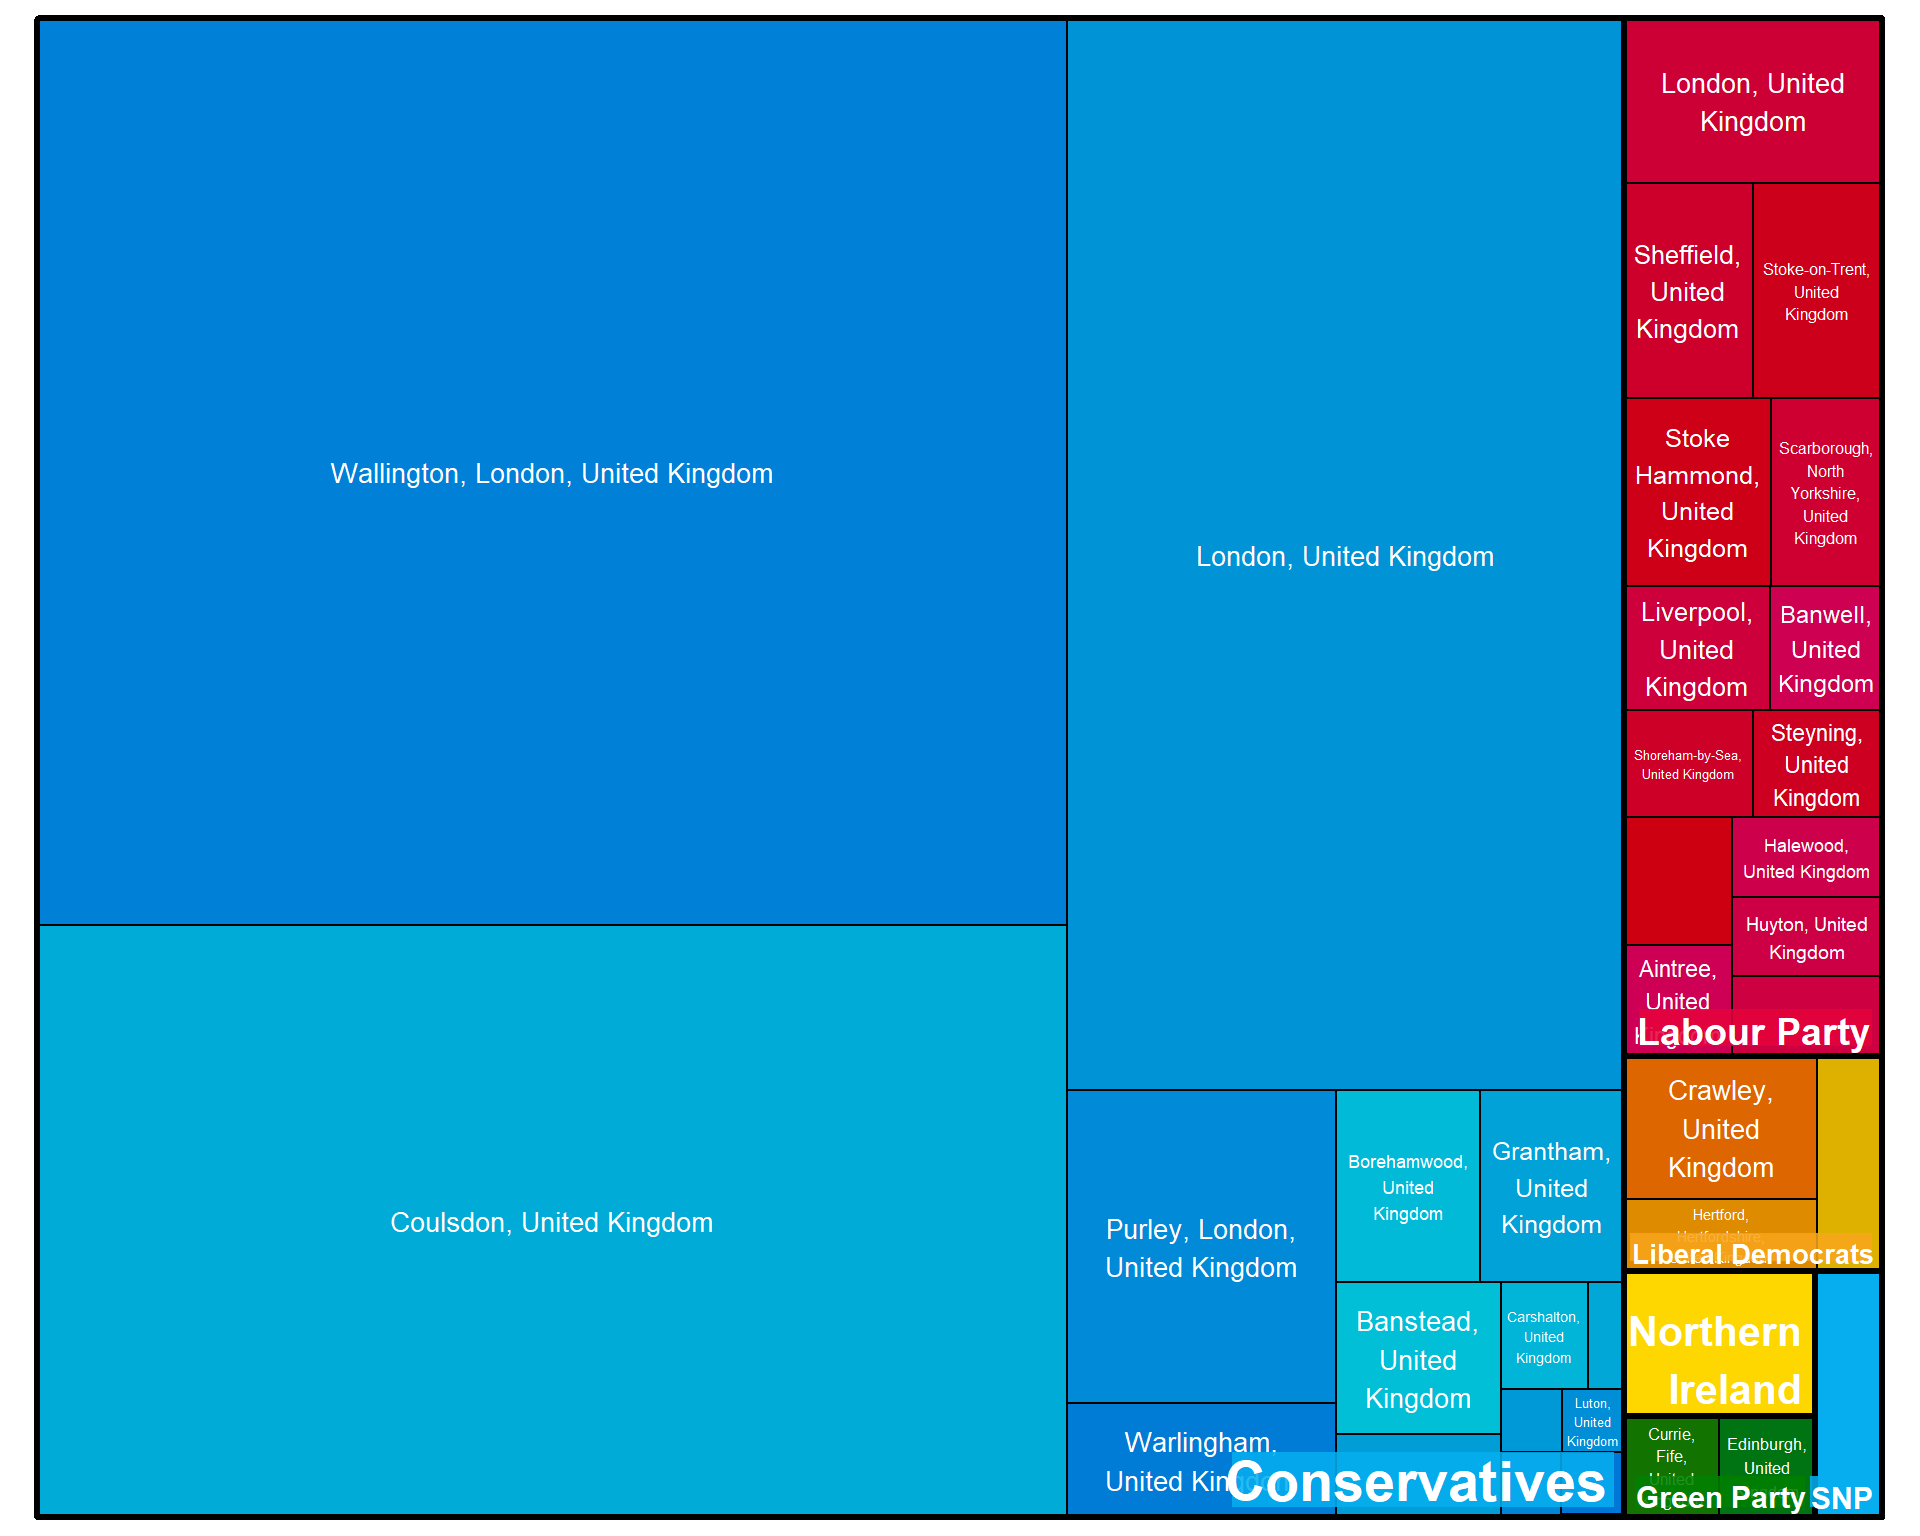 Wallington, London, United Kingdom
Coulsdon, United Kingdom
London, United Kingdom
Purley, London,
United Kingdom
Warlingham,
United
Borehamwood,
United
Kingdom
Grantham,
United
Kingdom
Banstead,
United
Kingdom
Carshalton,
United
Kingdom
Luton,
United
Kingdom
Conservatives
London, United
Kingdom
Sheffield,
United
Kingdom
Stoke-on-Trent,
United
Kingdom
Stoke
Hammond,
United
Kingdom
Scarborough,
North
Yorkshire,
United
Kingdom
Liverpool,
United
Kingdom
Banwell,
United
Kingdom
Shoreham-by-Sea,
United Kingdom
Steyning,
United
Kingdom
Halewood,
United Kingdom
Huyton, United
Kingdom
Aintree,
United
Labour Party
Crawley,
United
Kingdom
Hertford,
Hertfordshire,
Liberal Democrats
Northern
Ireland
Currie,
Fife,
United
Edinburgh,
United
Green Party
SNP